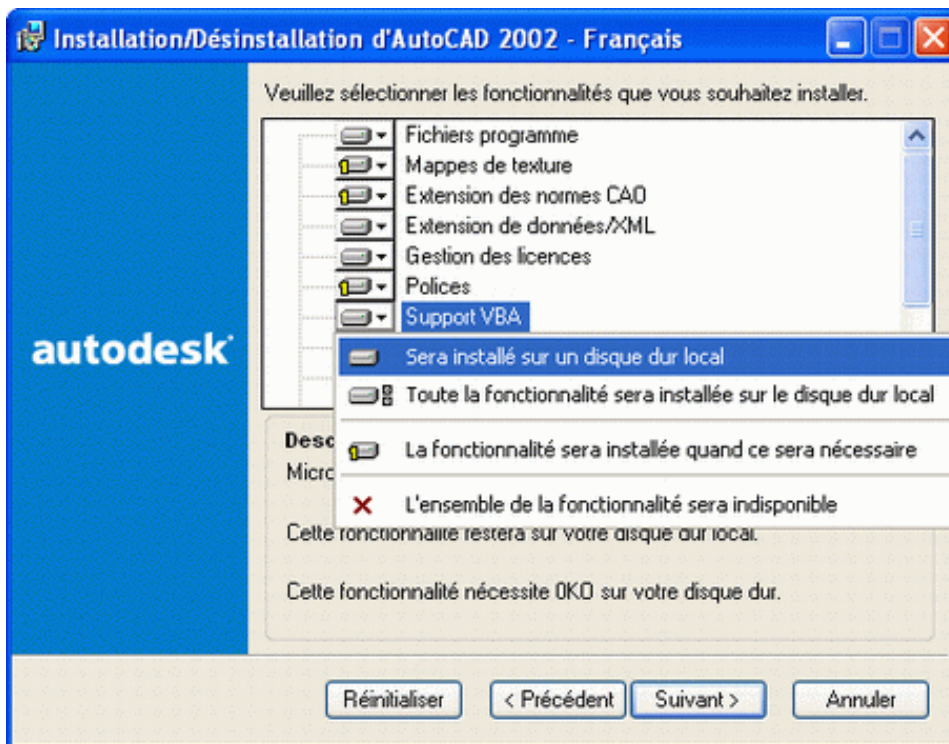 Installation/Désinstallation d'AutoCAD 2002 - Français
Veuillez sélectionner les fonctionnalités que vous souhaitez installer.
Fichiers programme
Mappes de texture
Extension des normes CAO
Extension de données/XML
Gestion des licences
Polices
Support VBA
autodesk
Sera installé sur un disque dur local
Toute la fonctionnalité sera installée sur le disque dur local
La fonctionnalité sera installée quand ce sera nécessaire
L'ensemble de la fonctionnalité sera indisponible
Desc
Micro
Cette fonctionnalité restera sur votre disque dur local.
Cette fonctionnalité nécessite 0KO sur votre disque dur.
Réinitialiser
< Précédent
Suivant >
Annuler